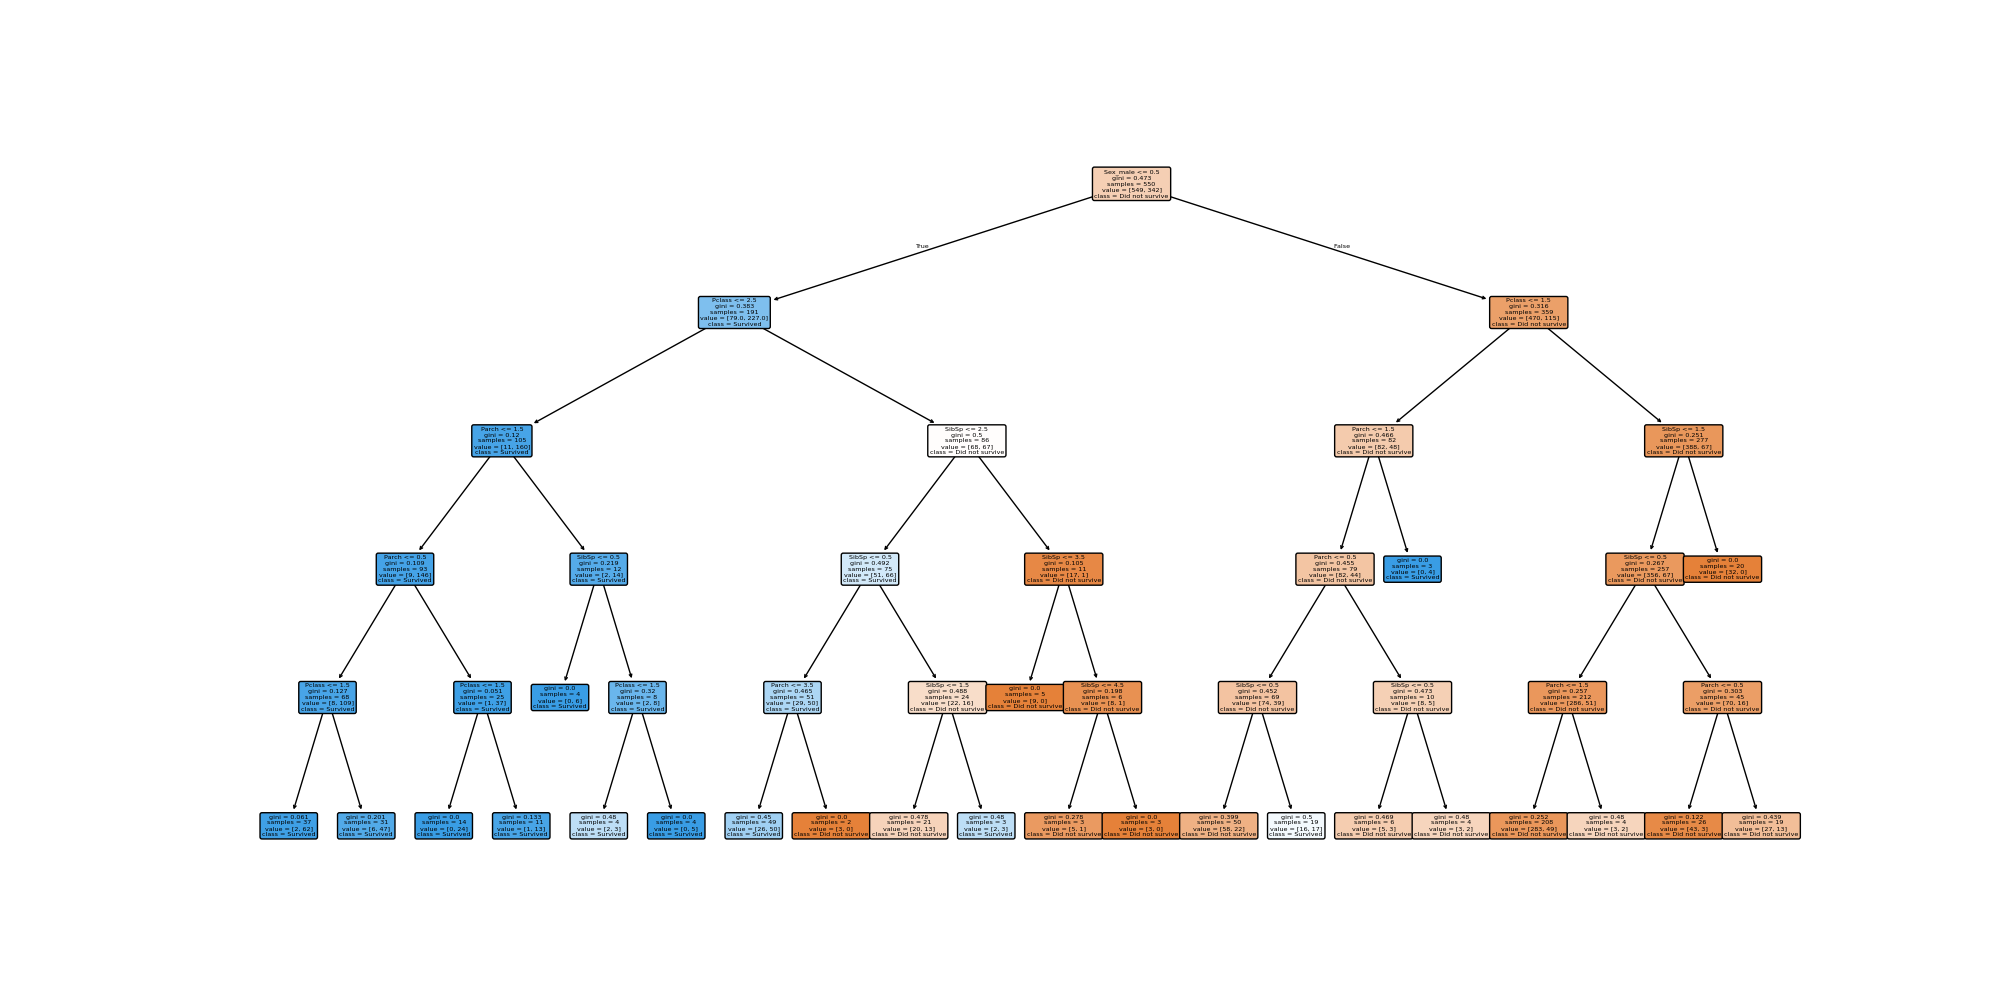 Sex_male <= 0.5
gini = 0.473
samples = 550
value = [549, 342]
class = Did not survive
True
False
Pclass <= 2.5
gini = 0.383
samples = 191
value = [79.0, 227.0]
class = Survived
Pclass <= 1.5
gini = 0.316
samples = 359
value = [470, 115]
class = Did not survive
Parch <= 1.5
gini = 0.12
samples = 105
value = [11, 160]
class = Survived
SibSp <= 2.5
gini = 0.5
samples = 86
value = [68, 67]
class = Did not survive
Parch <= 1.5
gini = 0.466
samples = 82
value = [82, 48]
class = Did not survive
SibSp <= 1.5
gini = 0.251
samples = 277
value = [388, 67]
class = Did not survive
Parch <= 0.5
gini = 0.109
samples = 93
value = [9, 146]
class = Survived
SibSp <= 0.5
gini = 0.219
samples = 12
value = [2, 14]
class = Survived
SibSp <= 0.5
gini = 0.492
samples = 75
value = [51, 66]
class = Survived
SibSp <= 3.5
gini = 0.105
samples = 11
value = [17, 1]
class = Did not survive
Parch <= 0.5
gini = 0.455
samples = 79
value = [82, 44]
class = Did not survive
gini = 0.0
samples = 3
value = [0, 4]
class = Survived
SibSp <= 0.5
gini = 0.267
samples = 257
value = [356, 67]
class = Did not survive
gini = 0.0
samples = 20
value = [32, 0]
class = Did not survive
Pclass <= 1.5
gini = 0.127
samples = 68
value = [8, 109]
class = Survived
Pclass <= 1.5
gini = 0.051
samples = 25
value = [1, 37]
class = Survived
gini = 0.0
samples = 4
value = [0, 6]
class = Survived
Pclass <= 1.5
gini = 0.32
samples = 8
value = [2, 8]
class = Survived
Parch <= 3.5
gini = 0.465
samples = 51
value = [29, 50]
class = Survived
SibSp <= 1.5
gini = 0.488
samples = 24
value = [22, 16]
class = Did not survive
gini = 0.0
samples = 5
value = [9, 0]
class = Did not survive
SibSp <= 4.5
gini = 0.198
samples = 6
value = [8, 1]
class = Did not survive
SibSp <= 0.5
gini = 0.452
samples = 69
value = [74, 39]
class = Did not survive
SibSp <= 0.5
gini = 0.473
samples = 10
value = [8, 5]
class = Did not survive
Parch <= 1.5
gini = 0.257
samples = 212
value = [286, 51]
class = Did not survive
Parch <= 0.5
gini = 0.303
samples = 45
value = [70, 16]
class = Did not survive
gini = 0.061
samples = 37
value = [2, 62]
class = Survived
gini = 0.201
samples = 31
value = [6, 47]
class = Survived
gini = 0.0
samples = 14
value = [0, 24]
class = Survived
gini = 0.133
samples = 11
value = [1, 13]
class = Survived
gini = 0.48
samples = 4
value = [2, 3]
class = Survived
gini = 0.0
samples = 4
value = [0, 5]
class = Survived
gini = 0.45
samples = 49
value = [26, 50]
class = Survived
gini = 0.0
samples = 2
value = [3, 0]
class = Did not survive
gini = 0.478
samples = 21
value = [20, 13]
class = Did not survive
gini = 0.48
samples = 3
value = [2, 3]
class = Survived
gini = 0.278
samples = 3
value = [5, 1]
class = Did not survive
gini = 0.0
samples = 3
value = [3, 0]
class = Did not survive
gini = 0.399
samples = 50
value = [58, 22]
class = Did not survive
gini = 0.5
samples = 19
value = [16, 17]
class = Survived
gini = 0.469
samples = 6
value = [5, 3]
class = Did not survive
gini = 0.48
samples = 4
value = [3, 2]
class = Did not survive
gini = 0.252
samples = 208
value = [283, 49]
class = Did not survive
gini = 0.48
samples = 4
value = [3, 2]
class = Did not survive
gini = 0.122
samples = 26
value = [43, 3]
class = Did not survive
gini = 0.439
samples = 19
value = [27, 13]
class = Did not survive